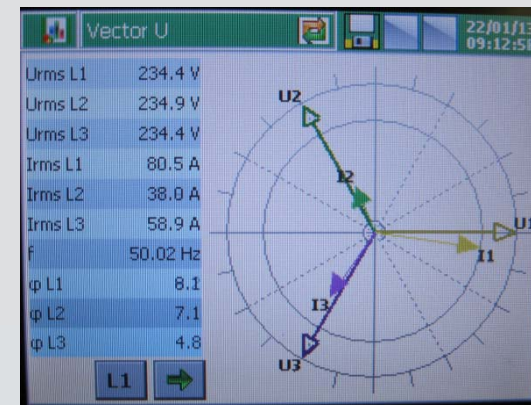 Vector U
22/01/13
09:12:5
Urms L1 234.4 V
Urms L2 234.9 V
Urms L3 234.4 V
Irms L1 80.5 A
Irms L2 38.0 A
Irms L3 58.9 A
f 50.02 Hz
φ L1 8.1
φ L2 7.1
φ L3 4.8
L1
U2
I2
U1
I1
I3
U3